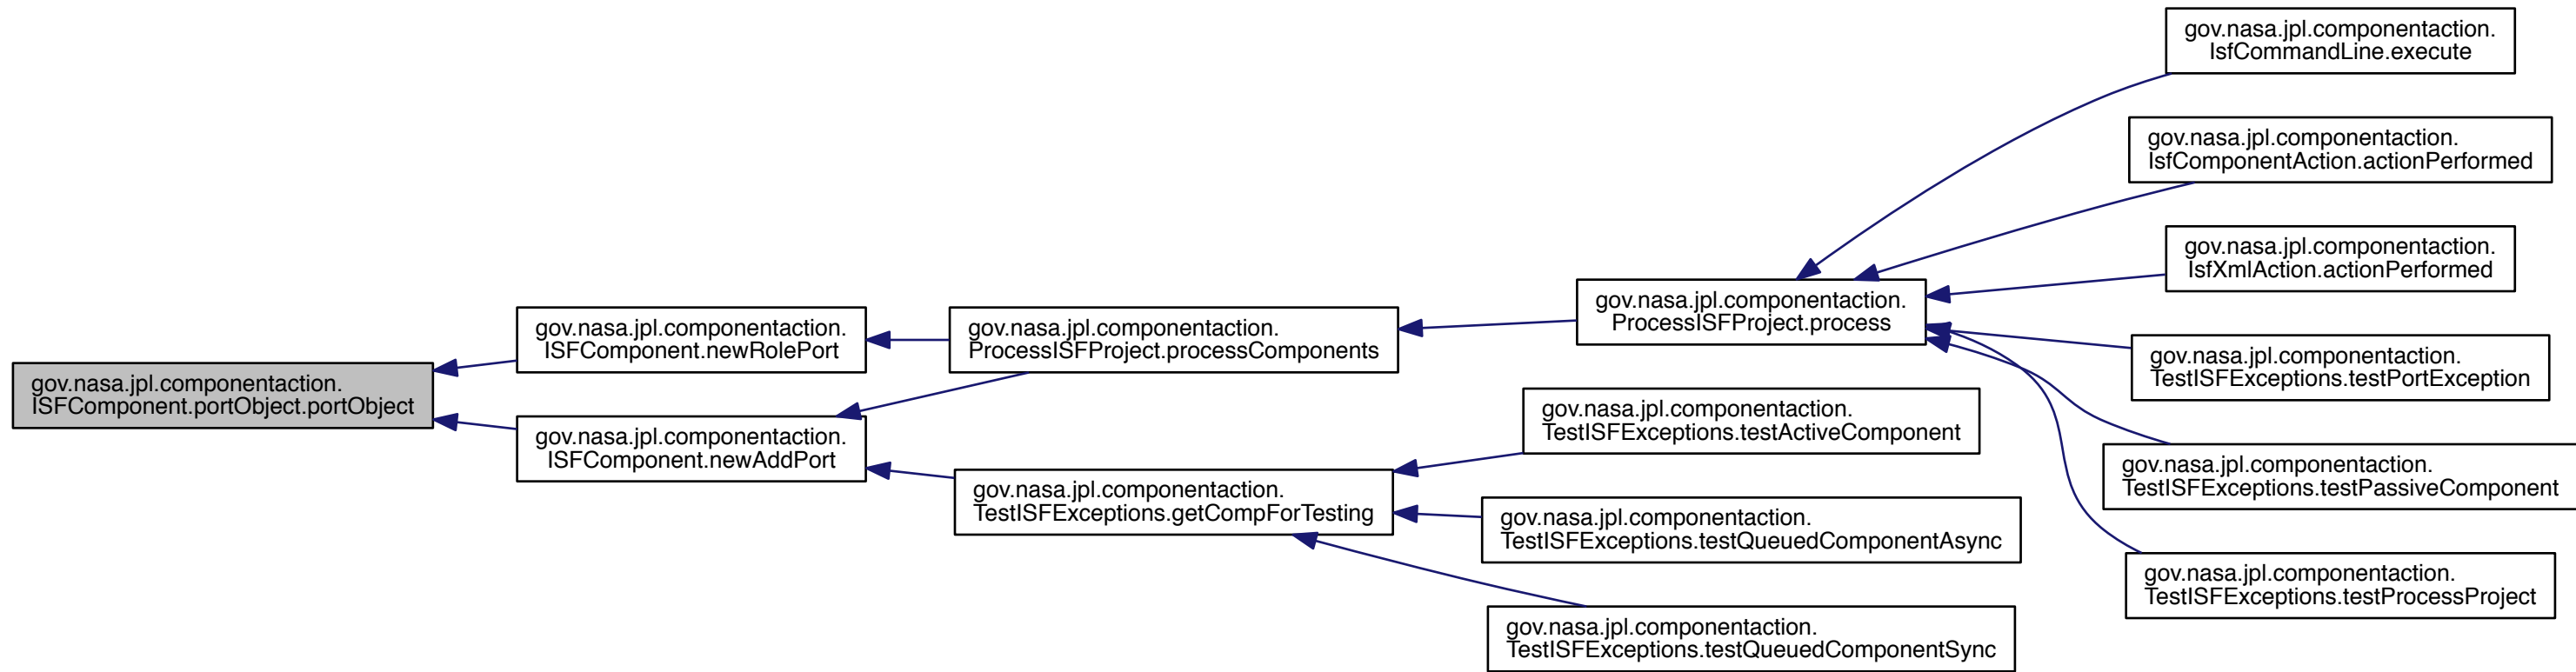 gov.nasa.jpl.componentaction.
IsfCommandLine.execute
gov.nasa.jpl.componentaction.
IsfComponentAction.actionPerformed
gov.nasa.jpl.componentaction.
IsfXmlAction.actionPerformed
gov.nasa.jpl.componentaction.
ProcessISFProject.process
gov.nasa.jpl.componentaction.
ISFComponent.newRolePort
gov.nasa.jpl.componentaction.
ProcessISFProject.processComponents
gov.nasa.jpl.componentaction.
TestISFExceptions.testPortException
gov.nasa.jpl.componentaction.
ISFComponent.portObject.portObject
gov.nasa.jpl.componentaction.
TestISFExceptions.testActiveComponent
gov.nasa.jpl.componentaction.
ISFComponent.newAddPort
gov.nasa.jpl.componentaction.
TestISFExceptions.testPassiveComponent
gov.nasa.jpl.componentaction.
TestISFExceptions.getCompForTesting
gov.nasa.jpl.componentaction.
TestISFExceptions.testQueuedComponentAsync
gov.nasa.jpl.componentaction.
TestISFExceptions.testProcessProject
gov.nasa.jpl.componentaction.
TestISFExceptions.testQueuedComponentSync